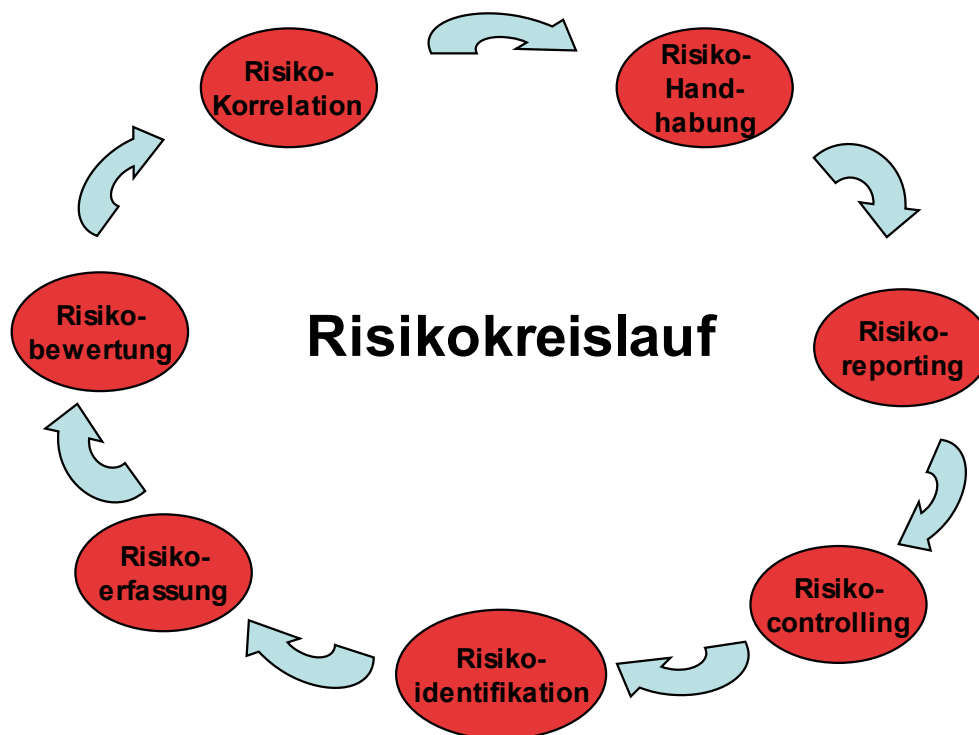 Risiko-
Korrelation
Risiko-
Hand-
habung
Risiko-
bewertung
Risikokreislauf
Risiko-
reporting
Risiko-
erfassung
Risiko-
controlling
Risiko-
identifikation